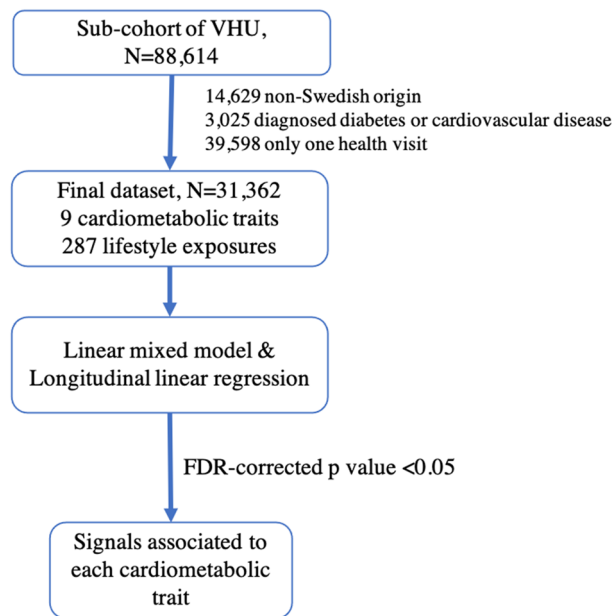 Sub-cohort of VHU,
N=88,614
14,629 non-Swedish origin
3,025 diagnosed diabetes or cardiovascular disease
39,598 only one health visit
Final dataset, N=31,362
9 cardiometabolic traits
287 lifestyle exposures
Linear mixed model &
Longitudinal linear regression
FDR-corrected p value <0.05
Signals associated to
each cardiometabolic
trait